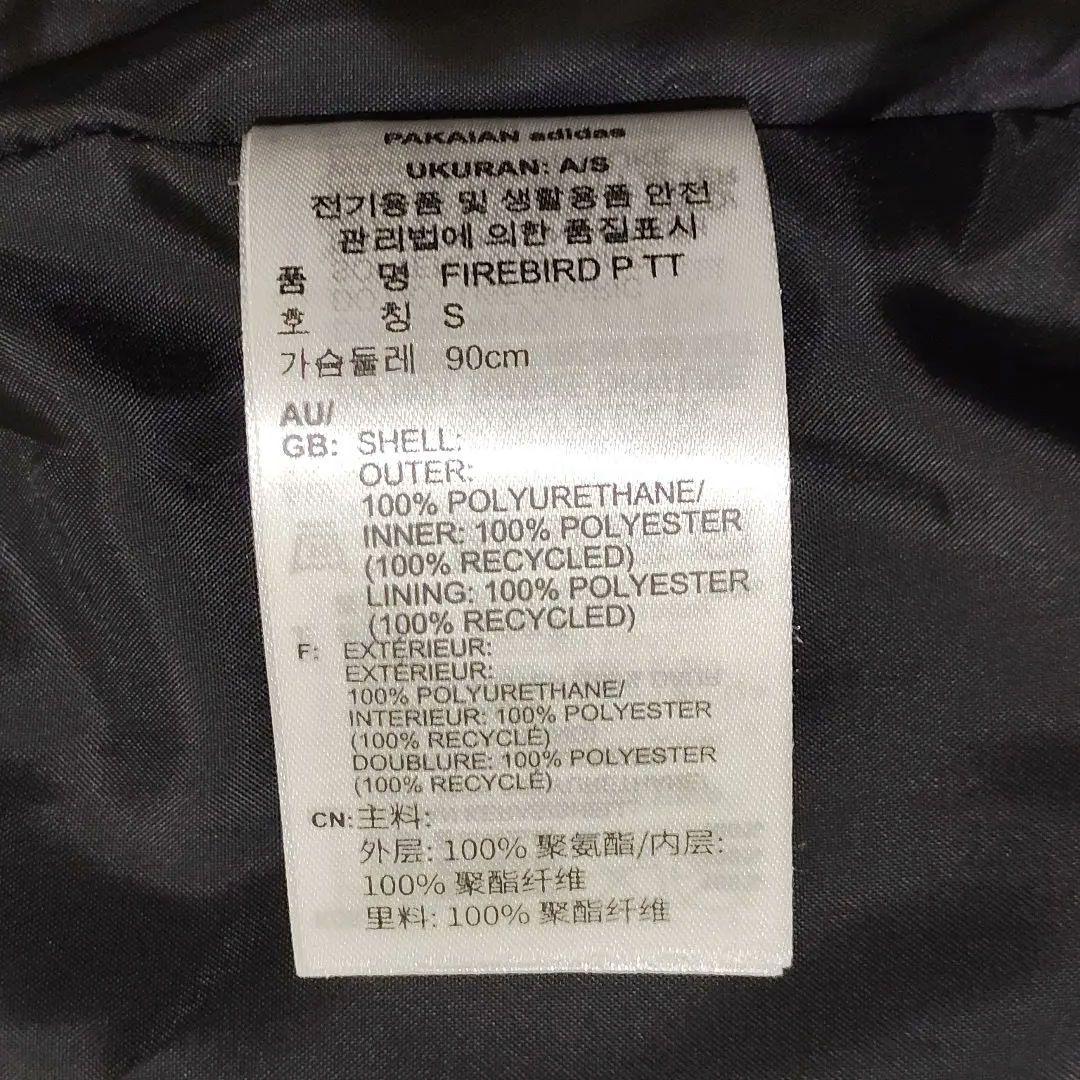 PAKAIAN adidas
UKURAN: A/S
전기용품 및 생활용품 안전
관리법에 의한 품질표시
품 명 FIREBIRD P TT
호 칭 S
가슴둘레 90cm
AU/
GB: SHELL:
OUTER:
100% POLYURETHANE/
INNER: 100% POLYESTER
(100% RECYCLED)
LINING: 100% POLYESTER
(100% RECYCLED)
F: EXTÉRIEUR:
EXTÉRIEUR:
100% POLYURETHANE/
INTERIEUR: 100% POLYESTER
(100% RECYCLÉ)
DOUBLURE: 100% POLYESTER
(100% RECYCLÉ)
CN: 主料:
外层: 100% 聚氨酯/内层:
100% 聚酯纤维
里料: 100% 聚酯纤维